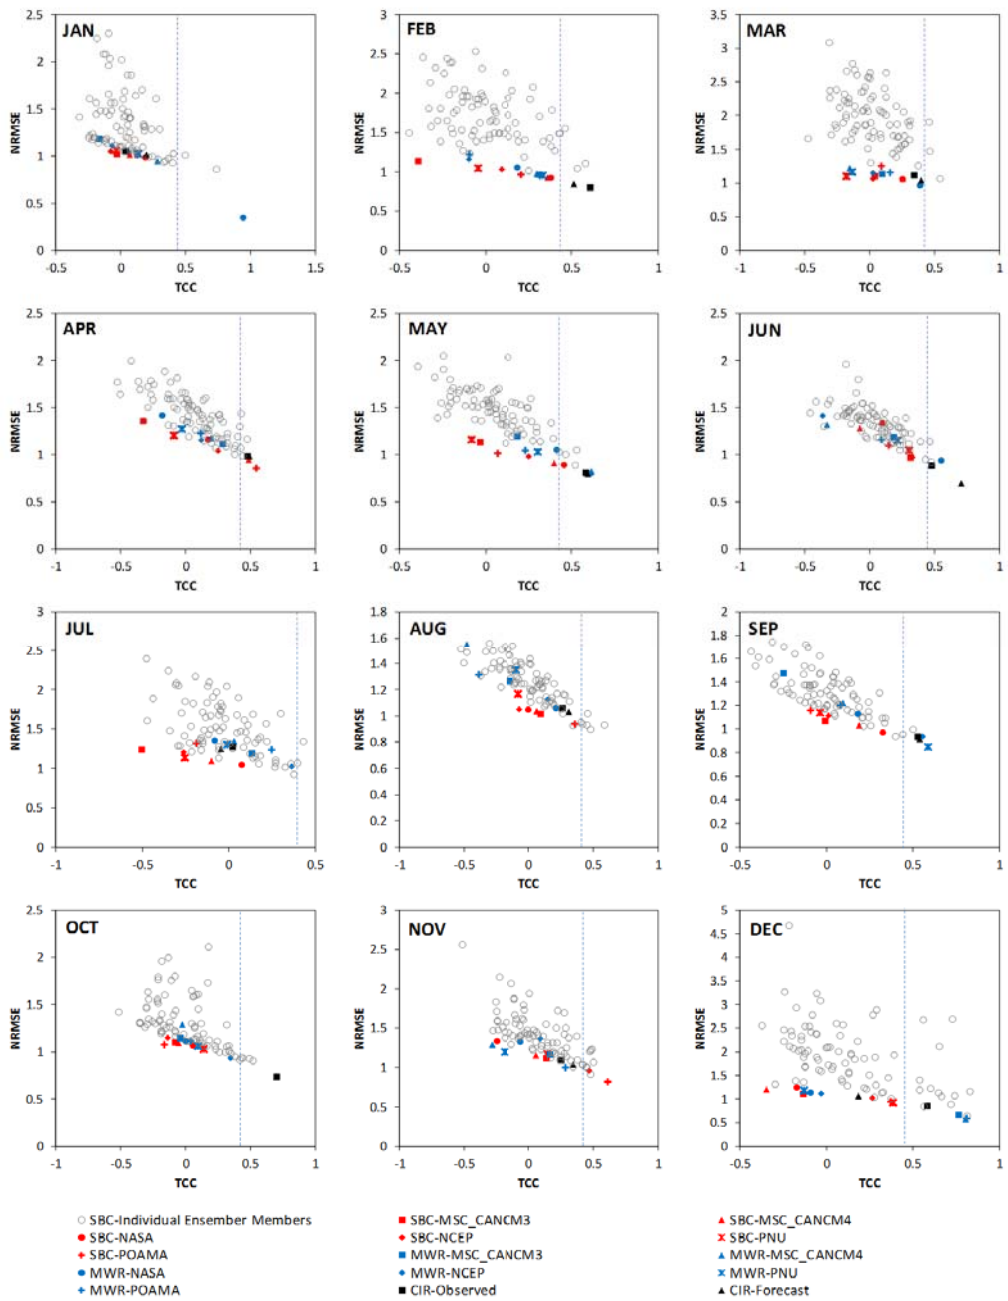 JAN
NRMSE
2.5
2
1.5
1
0.5
0
-0.5 0 0.5 1 1.5
TCC
FEB
NRMSE
3
2.5
2
1.5
1
0.5
0
-0.5 0 0.5 1
TCC
MAR
NRMSE
3.5
3
2.5
2
1.5
1
0.5
0
-1 -0.5 0 0.5 1
TCC
APR
NRMSE
2.5
2
1.5
1
0.5
0
-1 -0.5 0 0.5 1
TCC
MAY
NRMSE
2.5
2
1.5
1
0.5
0
-0.5 0 0.5 1
TCC
JUN
NRMSE
2.5
2
1.5
1
0.5
0
-1 -0.5 0 0.5 1
TCC
JUL
NRMSE
3
2.5
2
1.5
1
0.5
0
-1 -0.5 0 0.5
TCC
AUG
NRMSE
1.8
1.6
1.4
1.2
1
0.8
0.6
0.4
0.2
0
-1 -0.5 0 0.5 1
TCC
SEP
NRMSE
2
1.8
1.6
1.4
1.2
1
0.8
0.6
0.4
0.2
0
-0.5 0 0.5 1
TCC
OCT
NRMSE
2.5
2
1.5
1
0.5
0
-1 -0.5 0 0.5 1
TCC
NOV
NRMSE
3
2.5
2
1.5
1
0.5
0
-1 -0.5 0 0.5 1
TCC
DEC
NRMSE
5
4.5
4
3.5
3
2.5
2
1.5
1
0.5
0
-0.5 0 0.5 1
TCC
SBC-Individual Ensember Members SBC-MSC_CANCM3 SBC-MSC_CANCM4
SBC-NASA SBC-NCEP SBC-PNU
SBC-POAMA MWR-MSC_CANCM3 MWR-MSC_CANCM4
MWR-NASA MWR-NCEP MWR-PNU
MWR-POAMA CIR-Observed CIR-Forecast